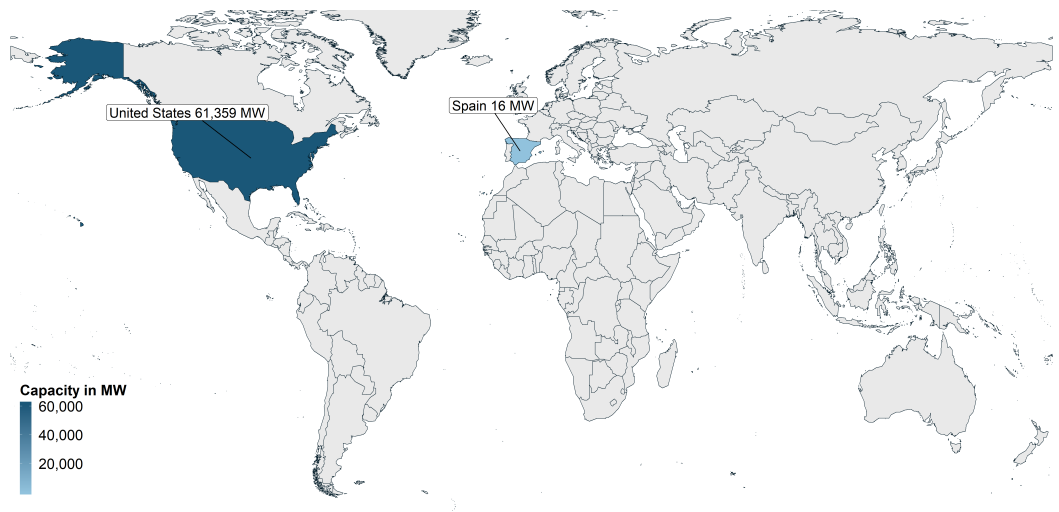 United States 61,359 MW
Spain 16 MW
Capacity in MW
60,000
40,000
20,000